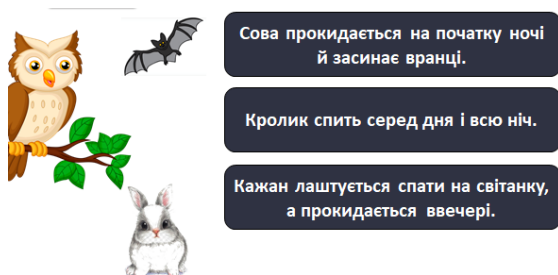 Сова прокидається на початку ночі
й засинає вранці.
Кролик спить серед дня і всю ніч.
Кажан лаштується спати на світанку,
а прокидається ввечері.